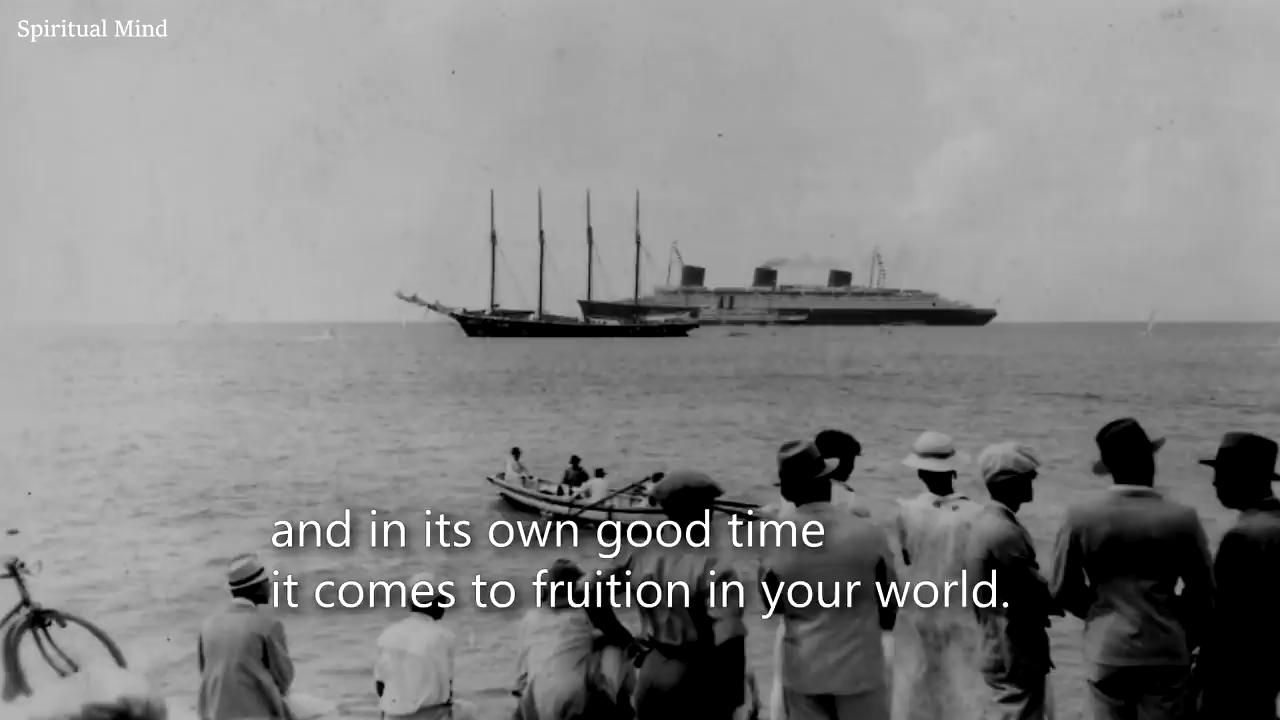 Spiritual Mind
and in its own good time
it comes to fruition in your world.